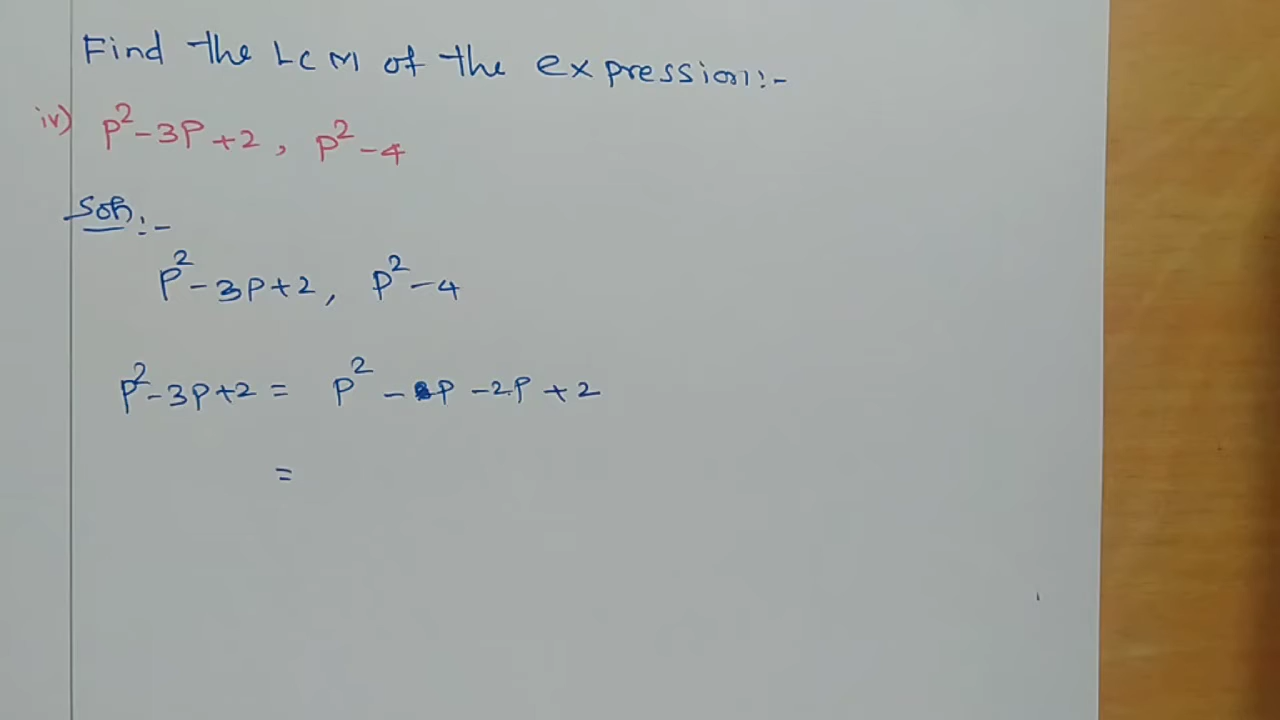 Find the LCM of the expression:-
iv) p²-3p+2, p²-4
Soln:-
p²-3p+2, p²-4
p²-3p+2 = p² - p -2p +2
=